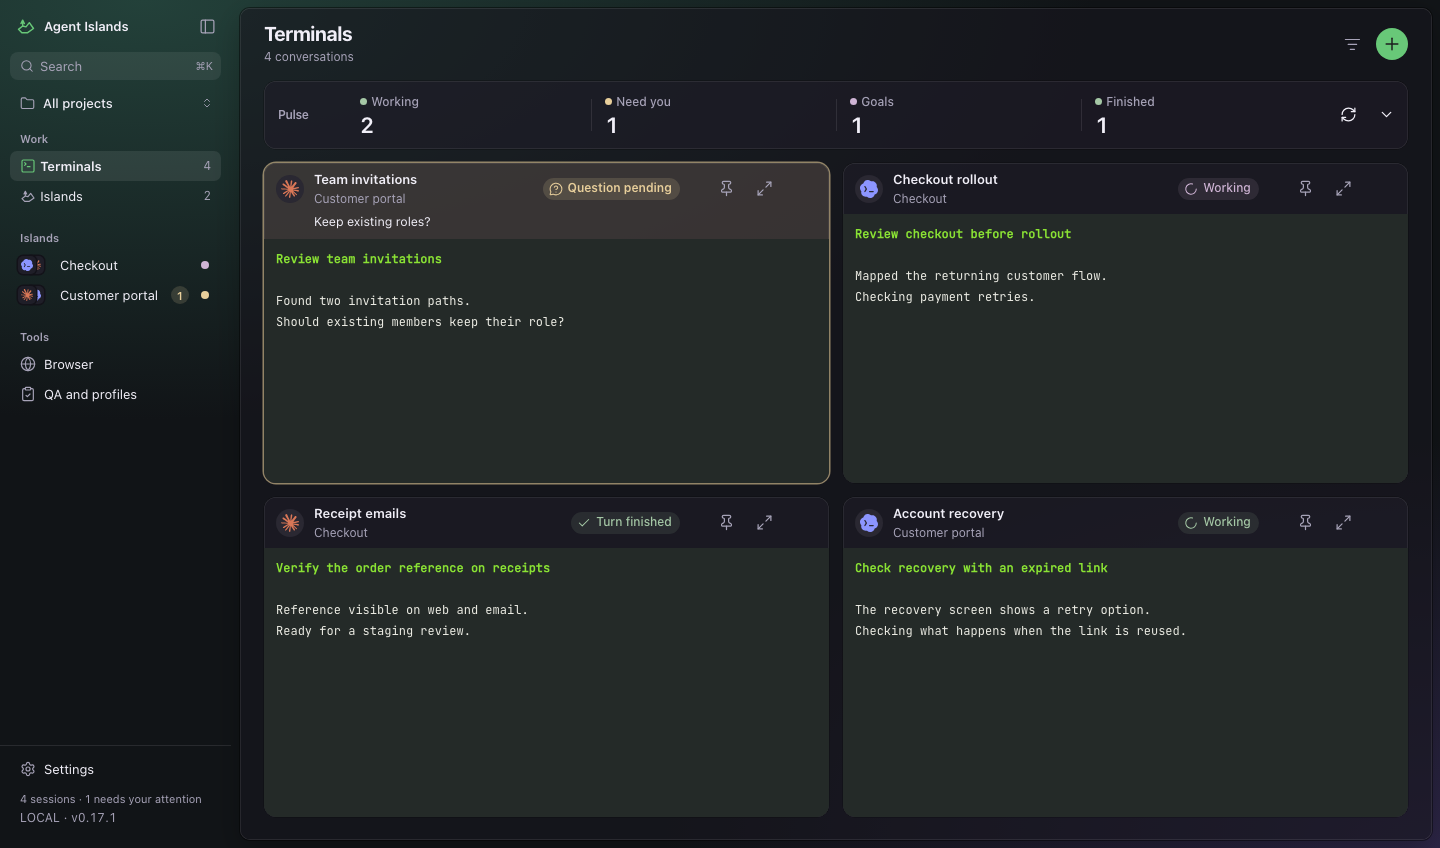 Agent Islands
Search ⌘K
All projects
Work
Terminals 4
Islands 2
Islands
Checkout
Customer portal 1
Tools
Browser
QA and profiles
Settings
4 sessions · 1 needs your attention
LOCAL · v0.17.1
Terminals
4 conversations
Pulse
Working
2
Need you
1
Goals
1
Finished
1
Team invitations
Customer portal
Question pending
Keep existing roles?
Review team invitations
Found two invitation paths.
Should existing members keep their role?
Checkout rollout
Checkout
Working
Review checkout before rollout
Mapped the returning customer flow.
Checking payment retries.
Receipt emails
Checkout
Turn finished
Verify the order reference on receipts
Reference visible on web and email.
Ready for a staging review.
Account recovery
Customer portal
Working
Check recovery with an expired link
The recovery screen shows a retry option.
Checking what happens when the link is reused.